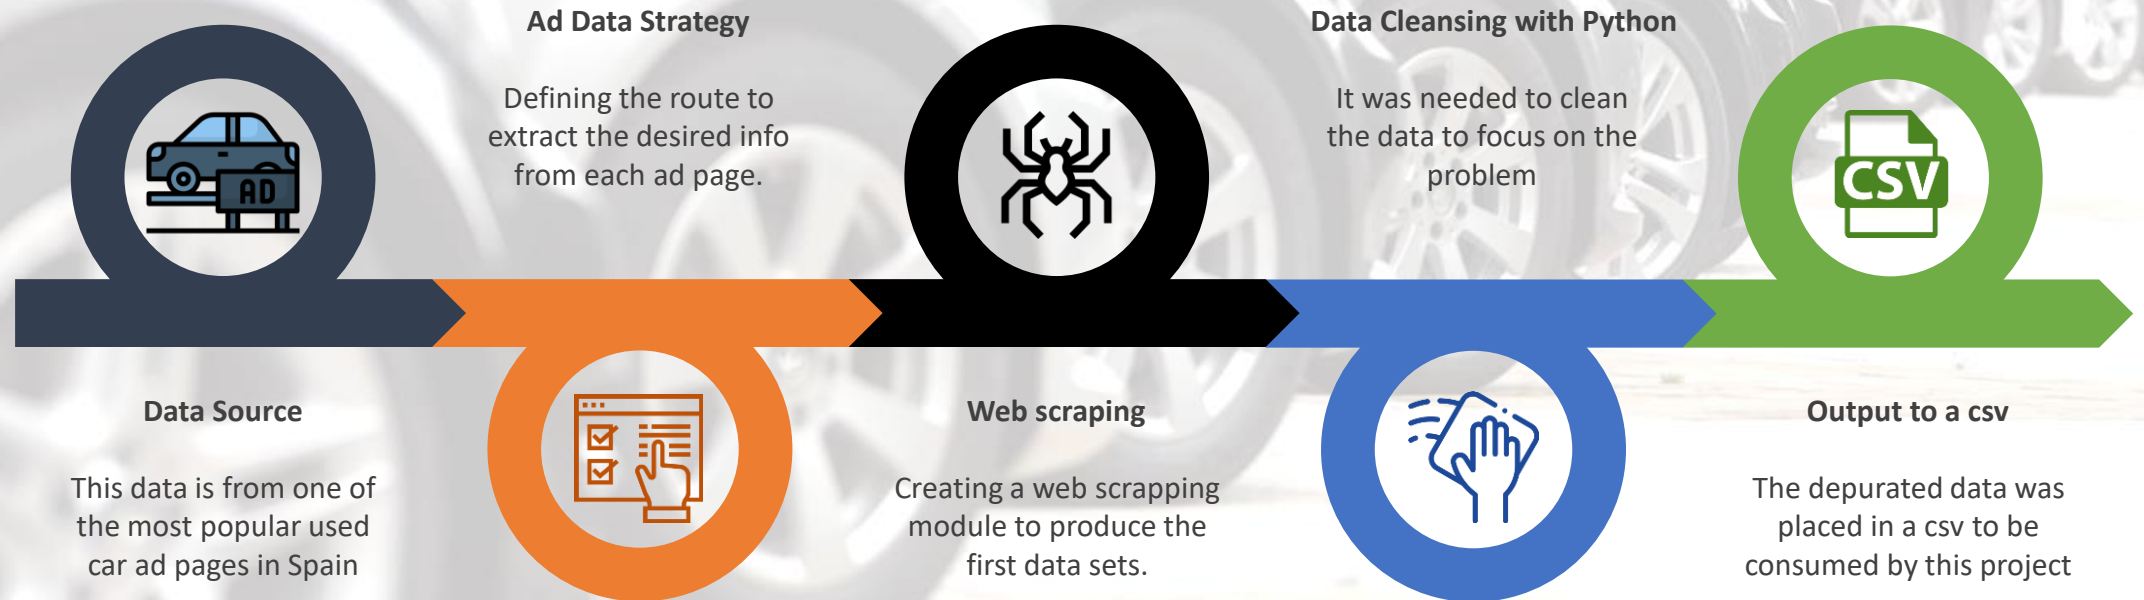 Data Source
This data is from one of
the most popular used
car ad pages in Spain
AD
Ad Data Strategy
Defining the route to
extract the desired info
from each ad page.
Web scraping
Creating a web scrapping
module to produce the
first data sets.
Data Cleansing with Python
It was needed to clean
the data to focus on the
problem
CSV
Output to a csv
The depurated data was
placed in a csv to be
consumed by this project